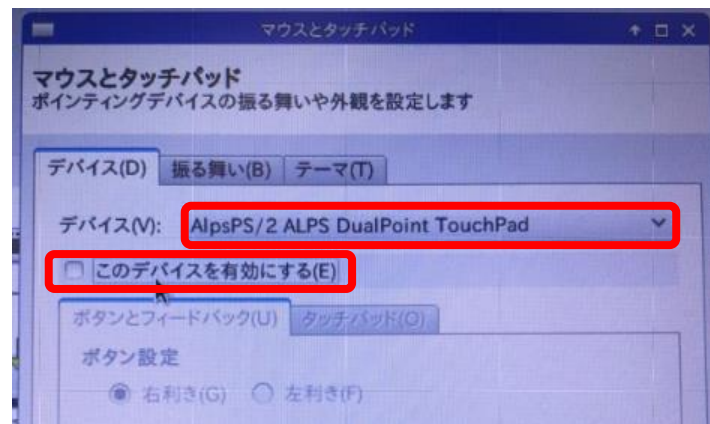 マウスとタッチパッド
マウスとタッチパッド
ポインティングデバイスの振る舞いや外観を設定します
デバイス(D) 振る舞い(B) テーマ(T)
デバイス(V): AlpsPS/2 ALPS DualPoint TouchPad
このデバイスを有効にする(E)
ボタンとフィードバック(U) タッチパッド(O)
ボタン設定
右利き(G) 左利き(F)